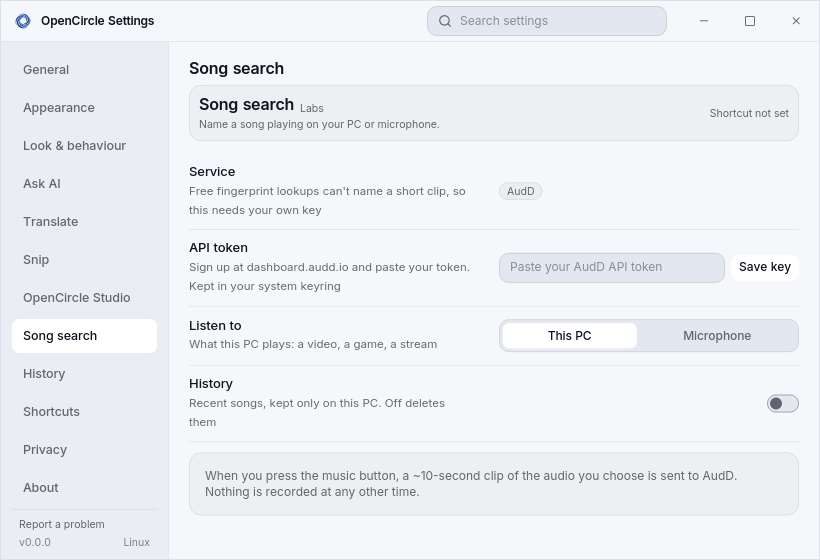 OpenCircle Settings
Search settings
General
Appearance
Look & behaviour
Ask AI
Translate
Snip
OpenCircle Studio
Song search
History
Shortcuts
Privacy
About
Report a problem
v0.0.0
Linux
Song search
Song search Labs
Name a song playing on your PC or microphone.
Shortcut not set
Service
Free fingerprint lookups can't name a short clip, so
this needs your own key
AudD
API token
Sign up at dashboard.audd.io and paste your token.
Kept in your system keyring
Paste your AudD API token
Save key
Listen to
What this PC plays: a video, a game, a stream
This PC
Microphone
History
Recent songs, kept only on this PC. Off deletes
them
When you press the music button, a ~10-second clip of the audio you choose is sent to AudD.
Nothing is recorded at any other time.